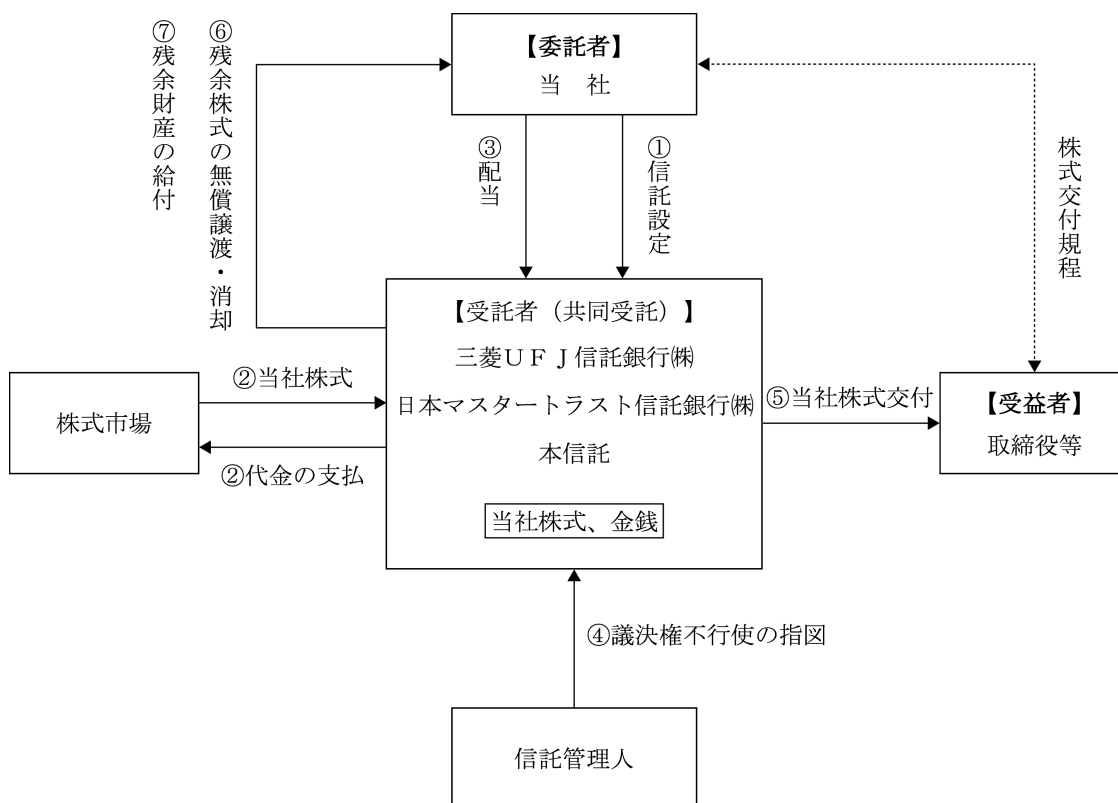 ⑦残余財産の給付
⑥残余株式の無償譲渡・消却
【委託者】
当　社
③配当
①信託設定
株式交付規程
【受託者（共同受託）】
三菱ＵＦＪ信託銀行㈱
日本マスタートラスト信託銀行㈱
本信託
当社株式、金銭
②当社株式
株式市場
②代金の支払
⑤当社株式交付
【受益者】
取締役等
④議決権不行使の指図
信託管理人